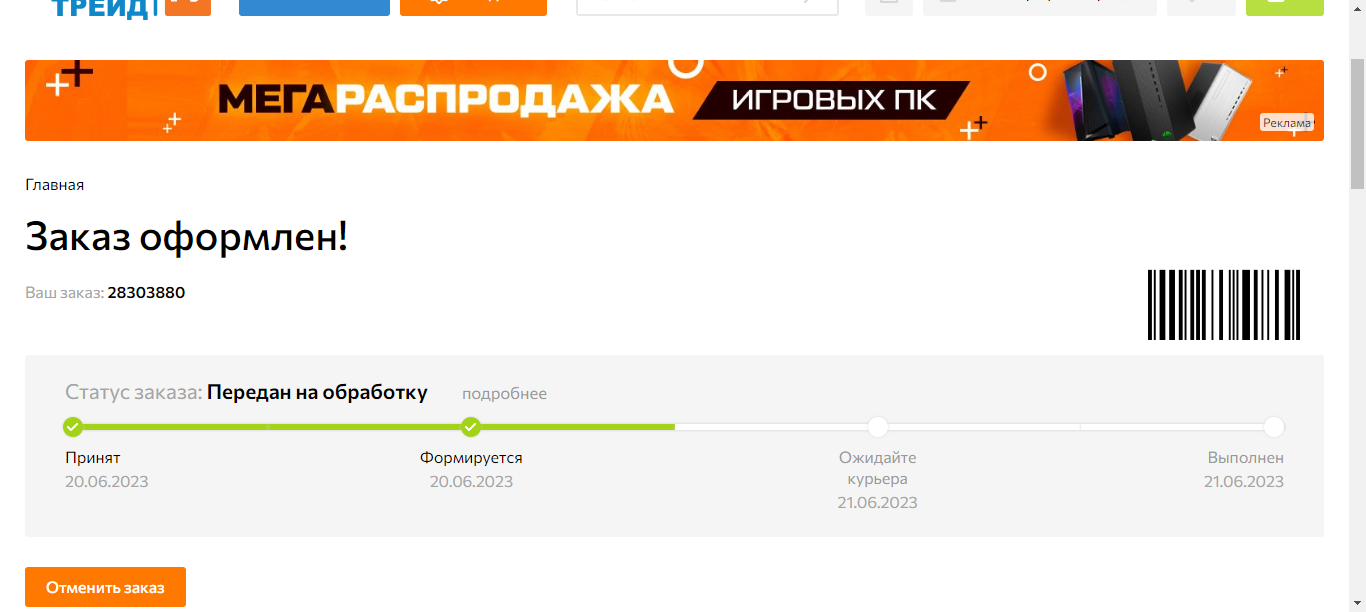 ТРЕЙД
МЕГАРАСПРОДАЖА ИГРОВЫХ ПК
Реклама
Главная
Заказ оформлен!
Ваш заказ: 28303880
Статус заказа: Передан на обработку подробнее
Принят
20.06.2023
Формируется
20.06.2023
Ожидайте
курьера
21.06.2023
Выполнен
21.06.2023
Отменить заказ